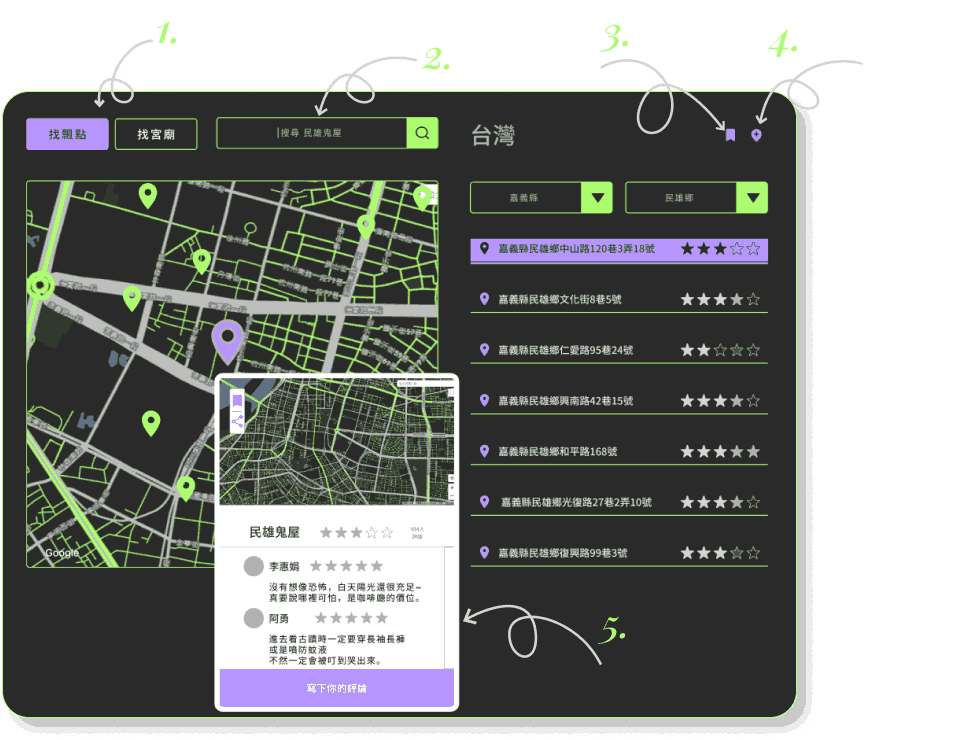 1.
2.
3.
4.
找飄點
找宮廟
搜尋 民雄鬼屋
台灣
嘉義縣
民雄鄉
嘉義縣民雄鄉中山路120巷3弄18號
嘉義縣民雄鄉文化街8巷5號
嘉義縣民雄鄉仁愛路95巷24號
嘉義縣民雄鄉興南路42巷15號
嘉義縣民雄鄉和平路168號
嘉義縣民雄鄉光復路27巷2弄10號
嘉義縣民雄鄉復興路99巷3號
Google
民雄鬼屋
李惠娟
沒有想像恐怖，白天陽光還很充足~
真要說哪裡可怕，是咖啡廳的價位。
阿勇
進去看古蹟時一定要穿長袖長褲
或是噴防蚊液
不然一定會被叮到哭出來。
寫下你的評論
5.